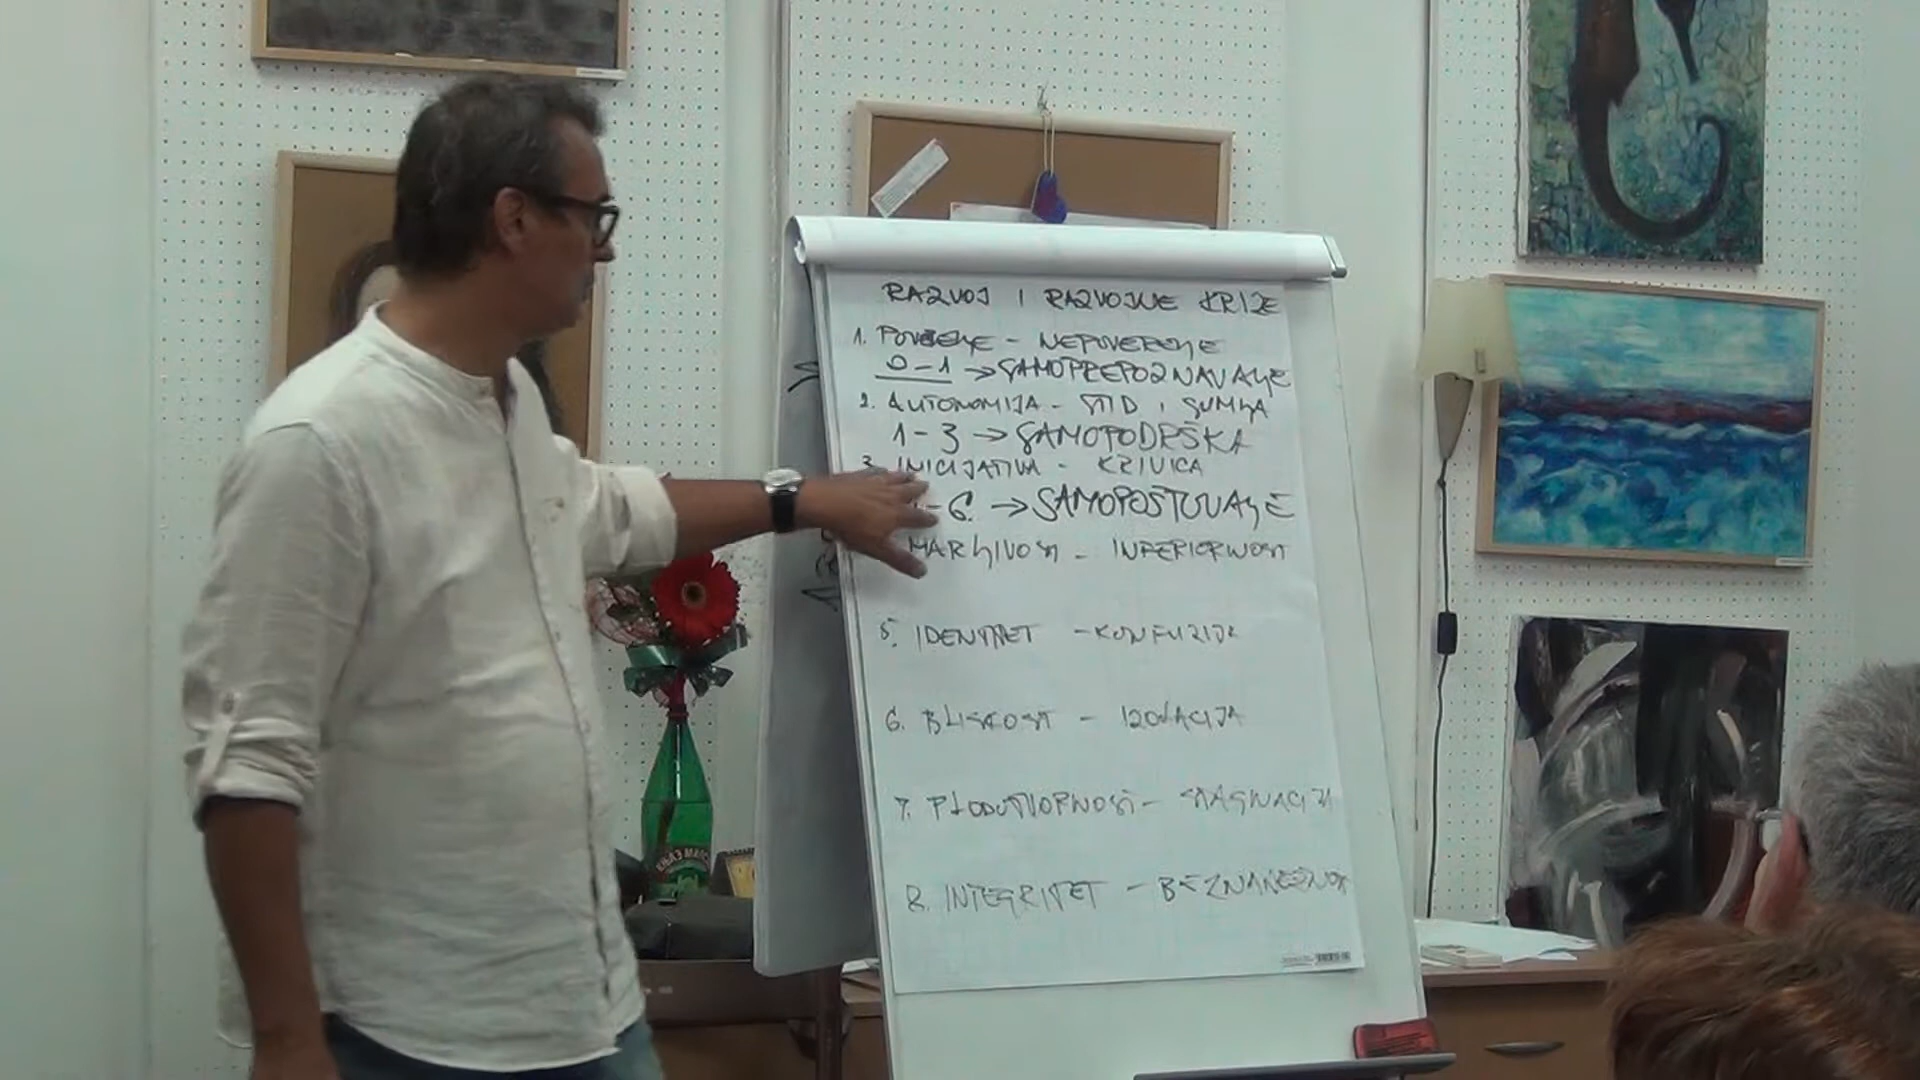 RAZVOJ I RAZVOJNE KRIZE
1. POVERENJE - NEPOVERENJE
0-1 → SAMOPREPOZNAVANJE
2. AUTONOMIJA - STID I SUMNJA
1-3 → SAMOPODRŠKA
3. INICIJATIVA - KRIVICA
-6. → SAMOPOŠTOVANJE
MARLJIVOST - INFERIORNOST
5. IDENTITET - KONFUZIJA
6. BLISKOST - IZOLACIJA
7. PLODOTVORNOST - STAGNACIJA
8. INTEGRITET -